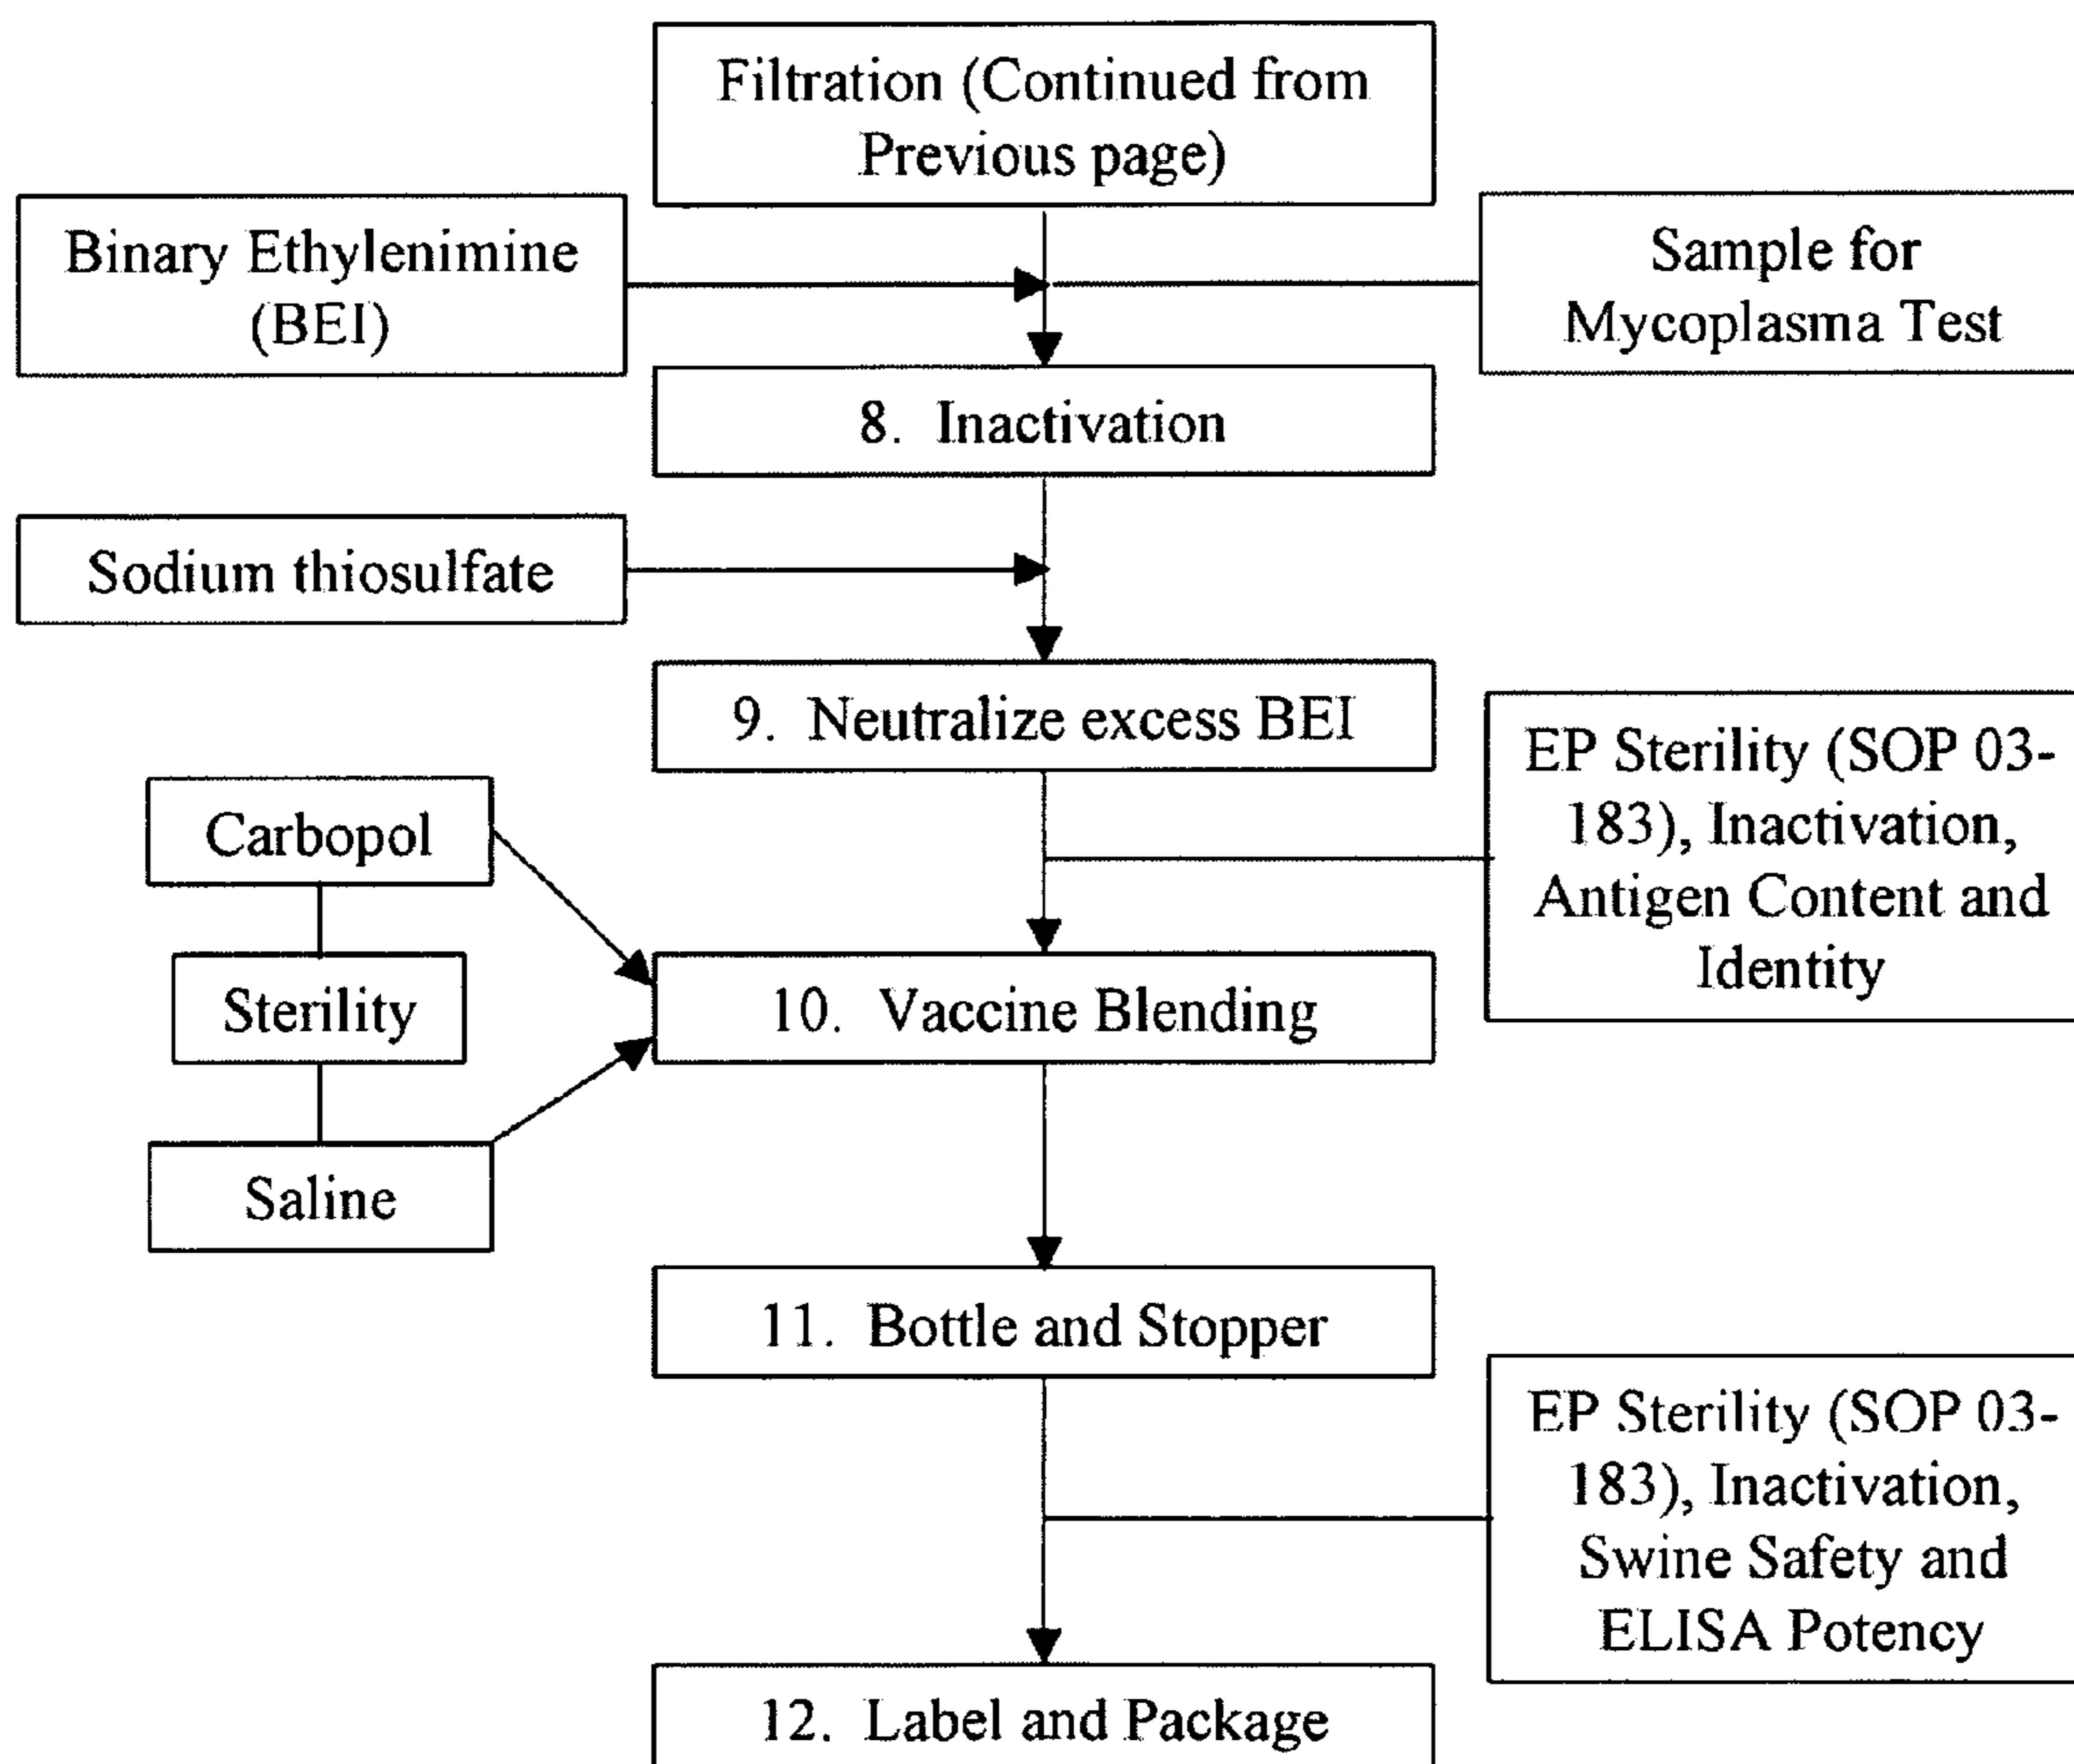 Filtration (Continued from
Previous page)
Binary Ethylenimine
(BEI)
Sample for
Mycoplasma Test
8. Inactivation
Sodium thiosulfate
9. Neutralize excess BEI
EP Sterility (SOP 03-
183), Inactivation,
Antigen Content and
Identity
Carbopol
Sterility
Saline
10. Vaccine Blending
11. Bottle and Stopper
EP Sterility (SOP 03-
183), Inactivation,
Swine Safety and
ELISA Potency
12. Label and Package